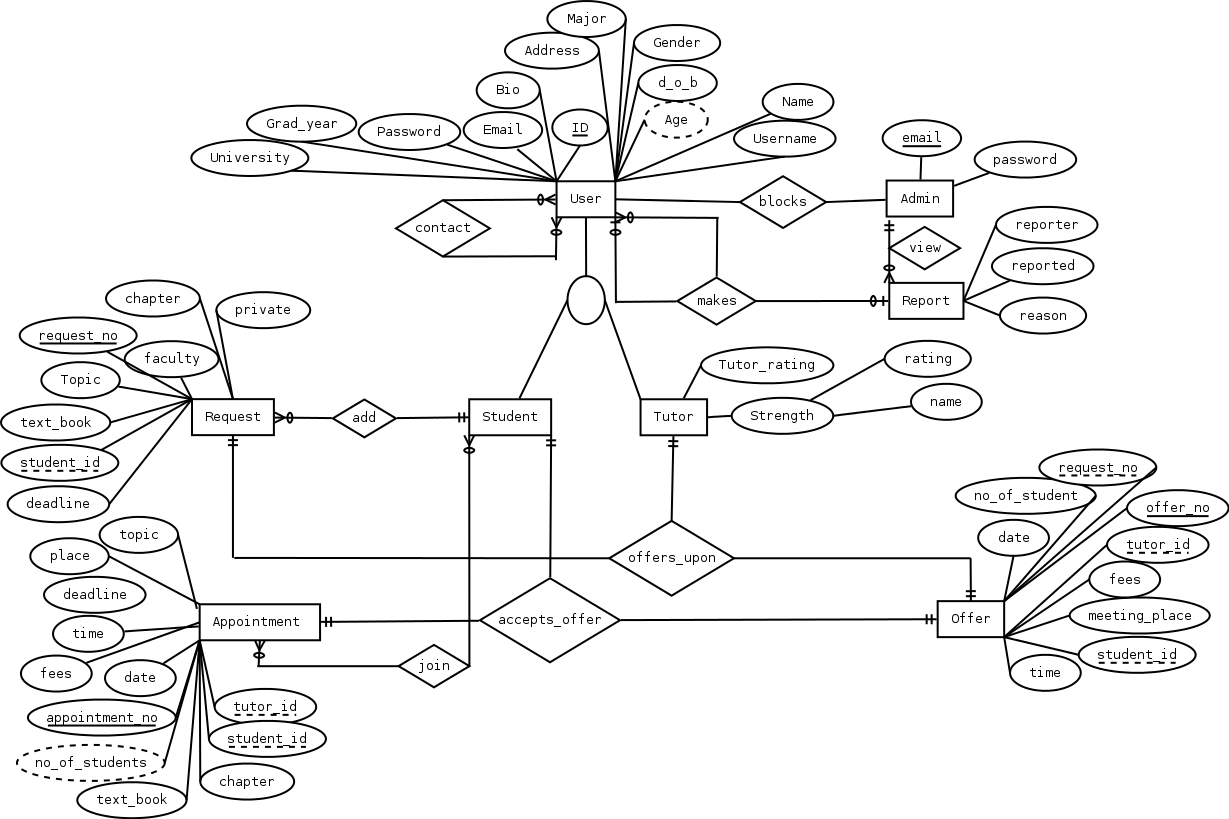 Major
Address
Gender
Bio
d_o_b
Name
Grad_year
Password
Email
ID
Age
Username
email
University
password
User
blocks
Admin
contact
reporter
view
reported
chapter
private
makes
Report
reason
request_no
faculty
Topic
Tutor_rating
rating
text_book
Request
add
Student
Tutor
Strength
name
student_id
request_no
deadline
no_of_student
offer_no
topic
date
tutor_id
place
offers_upon
fees
deadline
meeting_place
time
Appointment
accepts_offer
Offer
student_id
fees
date
join
time
appointment_no
tutor_id
student_id
no_of_students
chapter
text_book